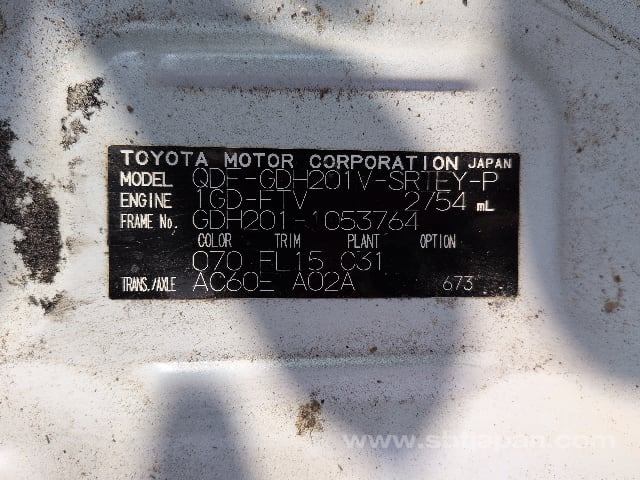 TOYOTA MOTOR CORPORATION JAPAN
MODEL QDF-GDH201V-SRTEY-P
ENGINE 1GD-FTV 2754 mL
FRAME No. GDH201-1053764
COLOR TRIM PLANT OPTION
070 FL15 C31
TRANS./AXLE AC60E A02A 673
www.sbtjapan.com